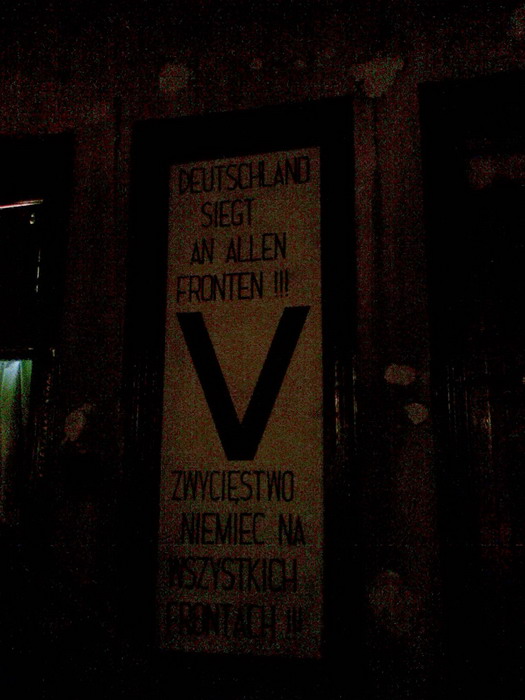 DEUTSCHLAND
SIEGT
AN ALLEN
FRONTEN !!!
V
ZWYCIĘSTWO
NIEMIEC NA
WSZYSTKICH
FRONTACH !!!